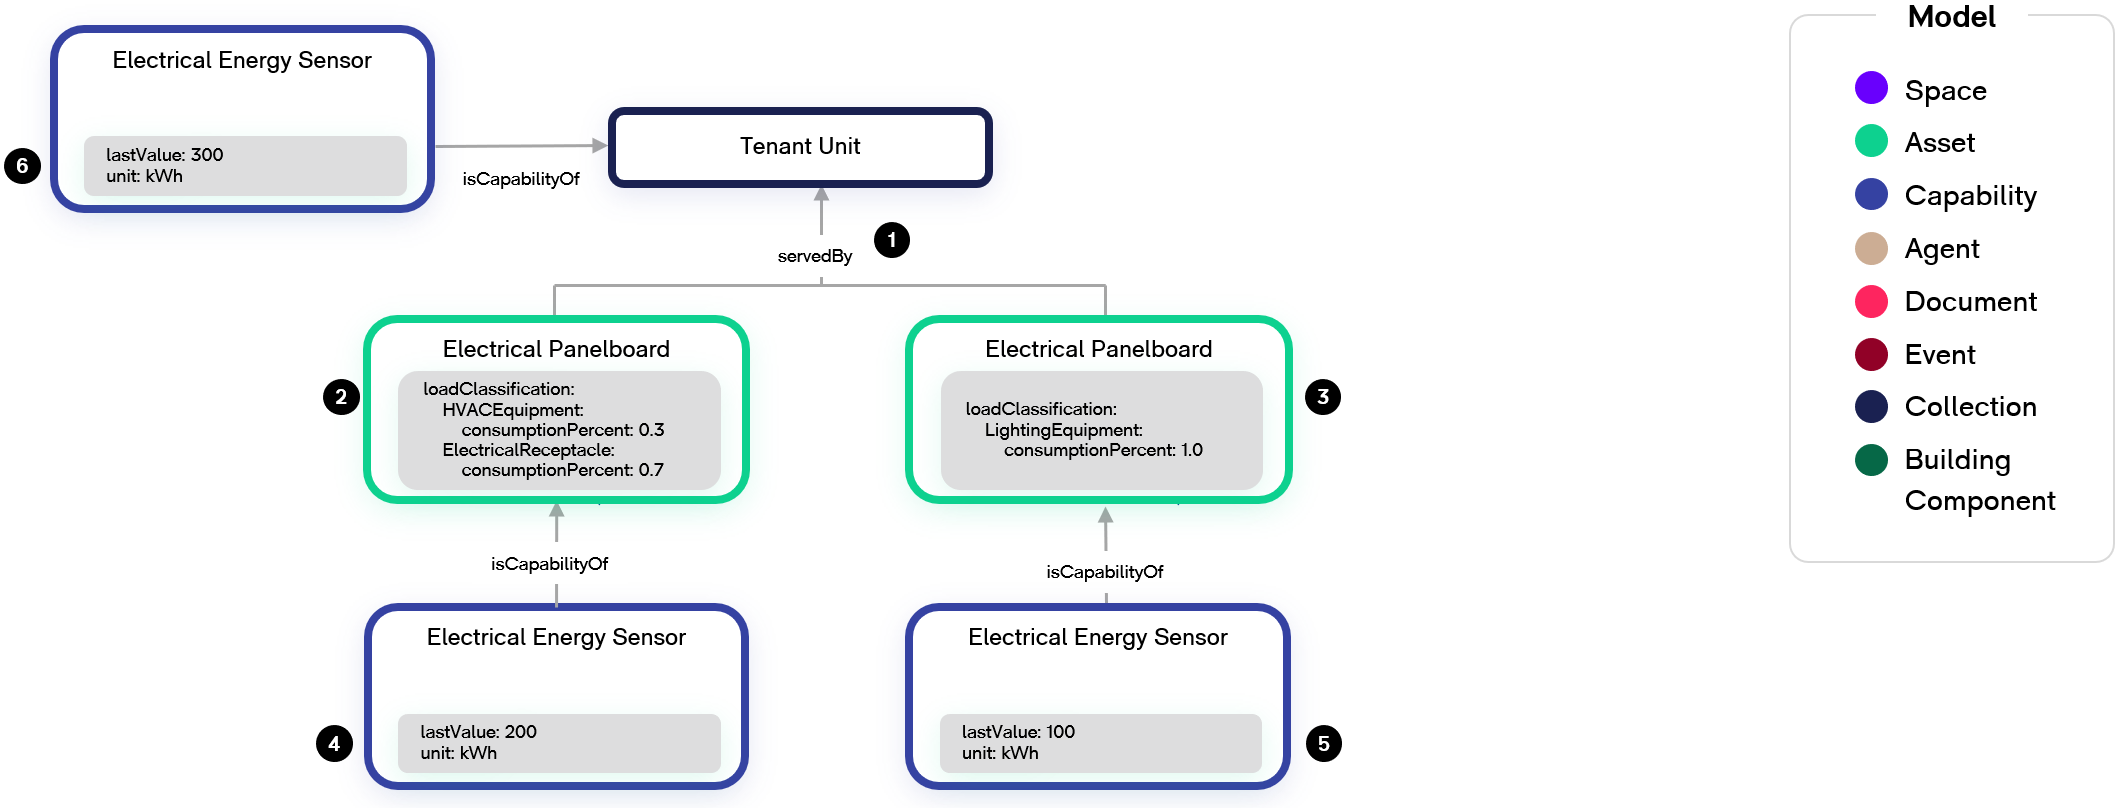 Electrical Energy Sensor
lastValue: 300
unit: kWh
6
isCapabilityOf
Tenant Unit
servedBy
1
Electrical Panelboard
loadClassification:
HVACEquipment:
consumptionPercent: 0.3
ElectricalReceptacle:
consumptionPercent: 0.7
2
Electrical Panelboard
loadClassification:
LightingEquipment:
consumptionPercent: 1.0
3
isCapabilityOf
isCapabilityOf
Electrical Energy Sensor
lastValue: 200
unit: kWh
4
Electrical Energy Sensor
lastValue: 100
unit: kWh
5
Model
Space
Asset
Capability
Agent
Document
Event
Collection
Building
Component